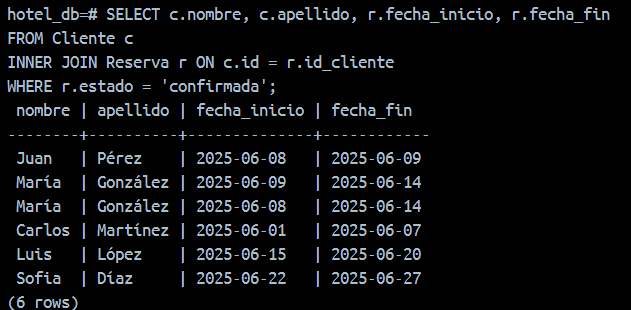 hotel_db=# SELECT c.nombre, c.apellido, r.fecha_inicio, r.fecha_fin
FROM Cliente c
INNER JOIN Reserva r ON c.id = r.id_cliente
WHERE r.estado = 'confirmada';
 nombre | apellido | fecha_inicio | fecha_fin
--------+----------+--------------+------------
 Juan   | Pérez    | 2025-06-08   | 2025-06-09
 María  | González | 2025-06-09   | 2025-06-14
 María  | González | 2025-06-08   | 2025-06-14
 Carlos | Martínez | 2025-06-01   | 2025-06-07
 Luis   | López    | 2025-06-15   | 2025-06-20
 Sofia  | Díaz     | 2025-06-22   | 2025-06-27
(6 rows)